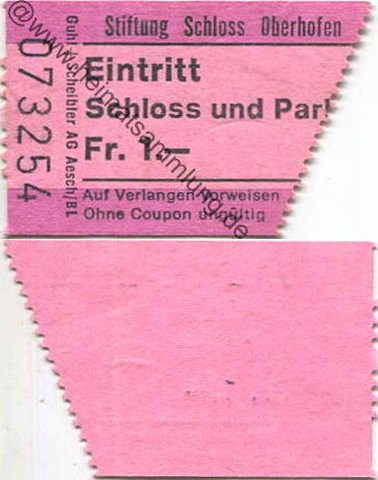 Stiftung Schloss Oberhofen
Eintritt
Schloss und Park
Fr. 1.—
Auf Verlangen vorweisen
Ohne Coupon ungültig
073254
Guhl + Scheibler AG Aesch/BL
@www.heimatsammlung.de